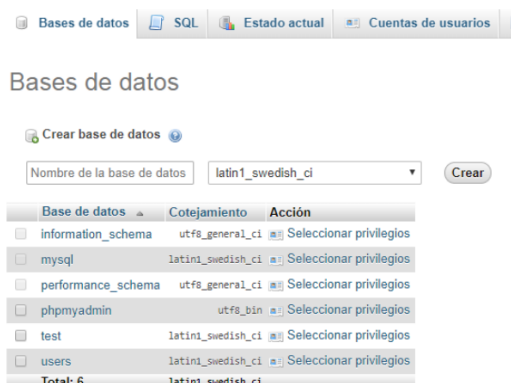 Bases de datos SQL Estado actual Cuentas de usuarios
Bases de datos
Crear base de datos
Nombre de la base de datos latin1_swedish_ci Crear
Base de datos Cotejamiento Acción
information_schema utf8_general_ci Seleccionar privilegios
mysql latin1_swedish_ci Seleccionar privilegios
performance_schema utf8_general_ci Seleccionar privilegios
phpmyadmin utf8_bin Seleccionar privilegios
test latin1_swedish_ci Seleccionar privilegios
users latin1_swedish_ci Seleccionar privilegios
Total: 6 latin1_swedish_ci